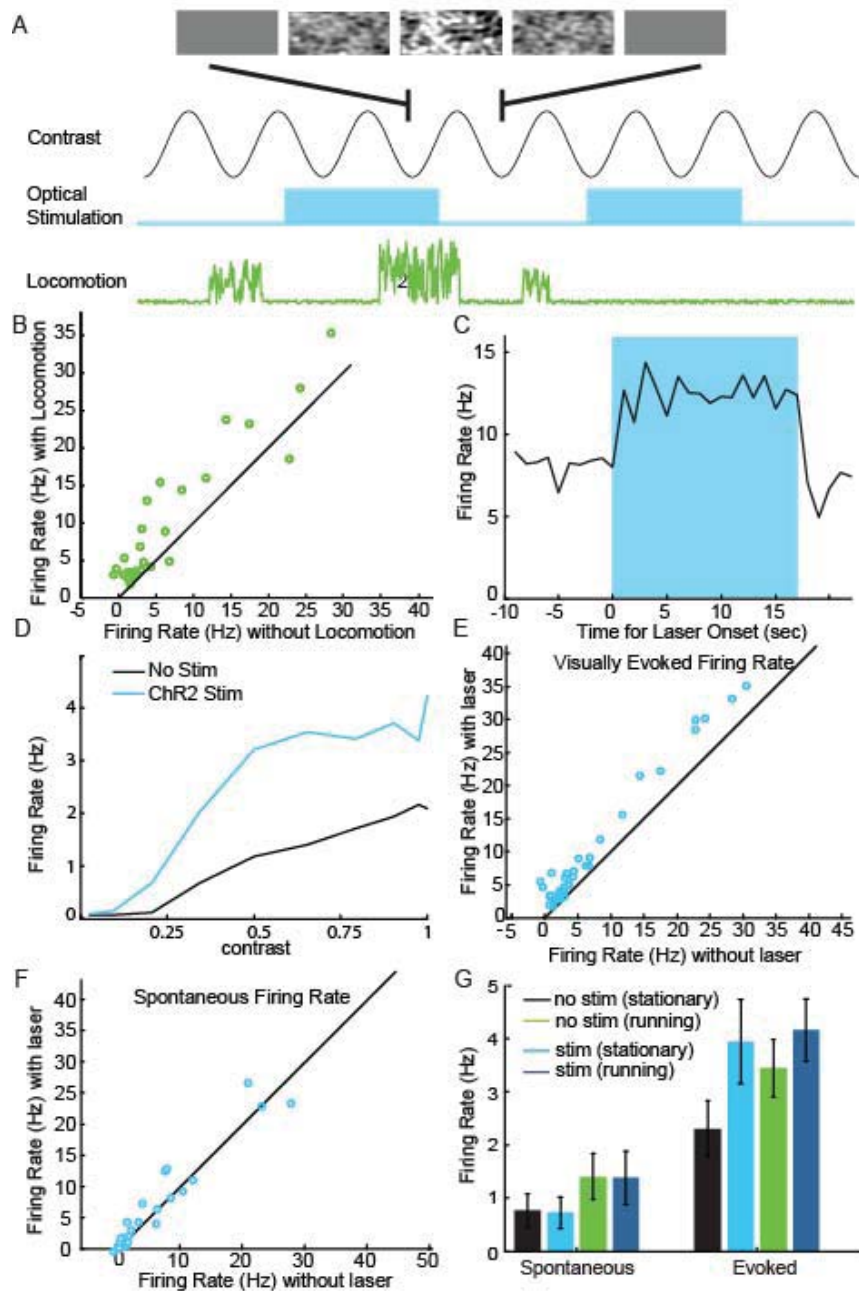 A
Contrast
Optical
Stimulation
Locomotion
2
B
Firing Rate (Hz) with Locomotion
35
30
25
20
15
10
5
0
-5 0 5 10 15 20 25 30 35 40
Firing Rate (Hz) without Locomotion
C
Firing Rate (Hz)
15
10
5
0
-10 0 10
Time for Laser Onset (sec)
D
No Stim
ChR2 Stim
Firing Rate (Hz)
4
3
2
1
0
0.25 0.5 0.75 1
contrast
E
Visually Evoked Firing Rate
Firing Rate (Hz) with laser
40
35
30
25
20
15
10
5
0
-5 0 5 10 15 20 25 30 35 40 45
Firing Rate (Hz) without laser
F
Spontaneous Firing Rate
Firing Rate (Hz) with laser
40
35
30
25
20
15
10
5
0
0 10 20 30 40 50
Firing Rate (Hz) without laser
G
no stim (stationary)
no stim (running)
stim (stationary)
stim (running)
Firing Rate (Hz)
5
4
3
2
1
0
Spontaneous Evoked